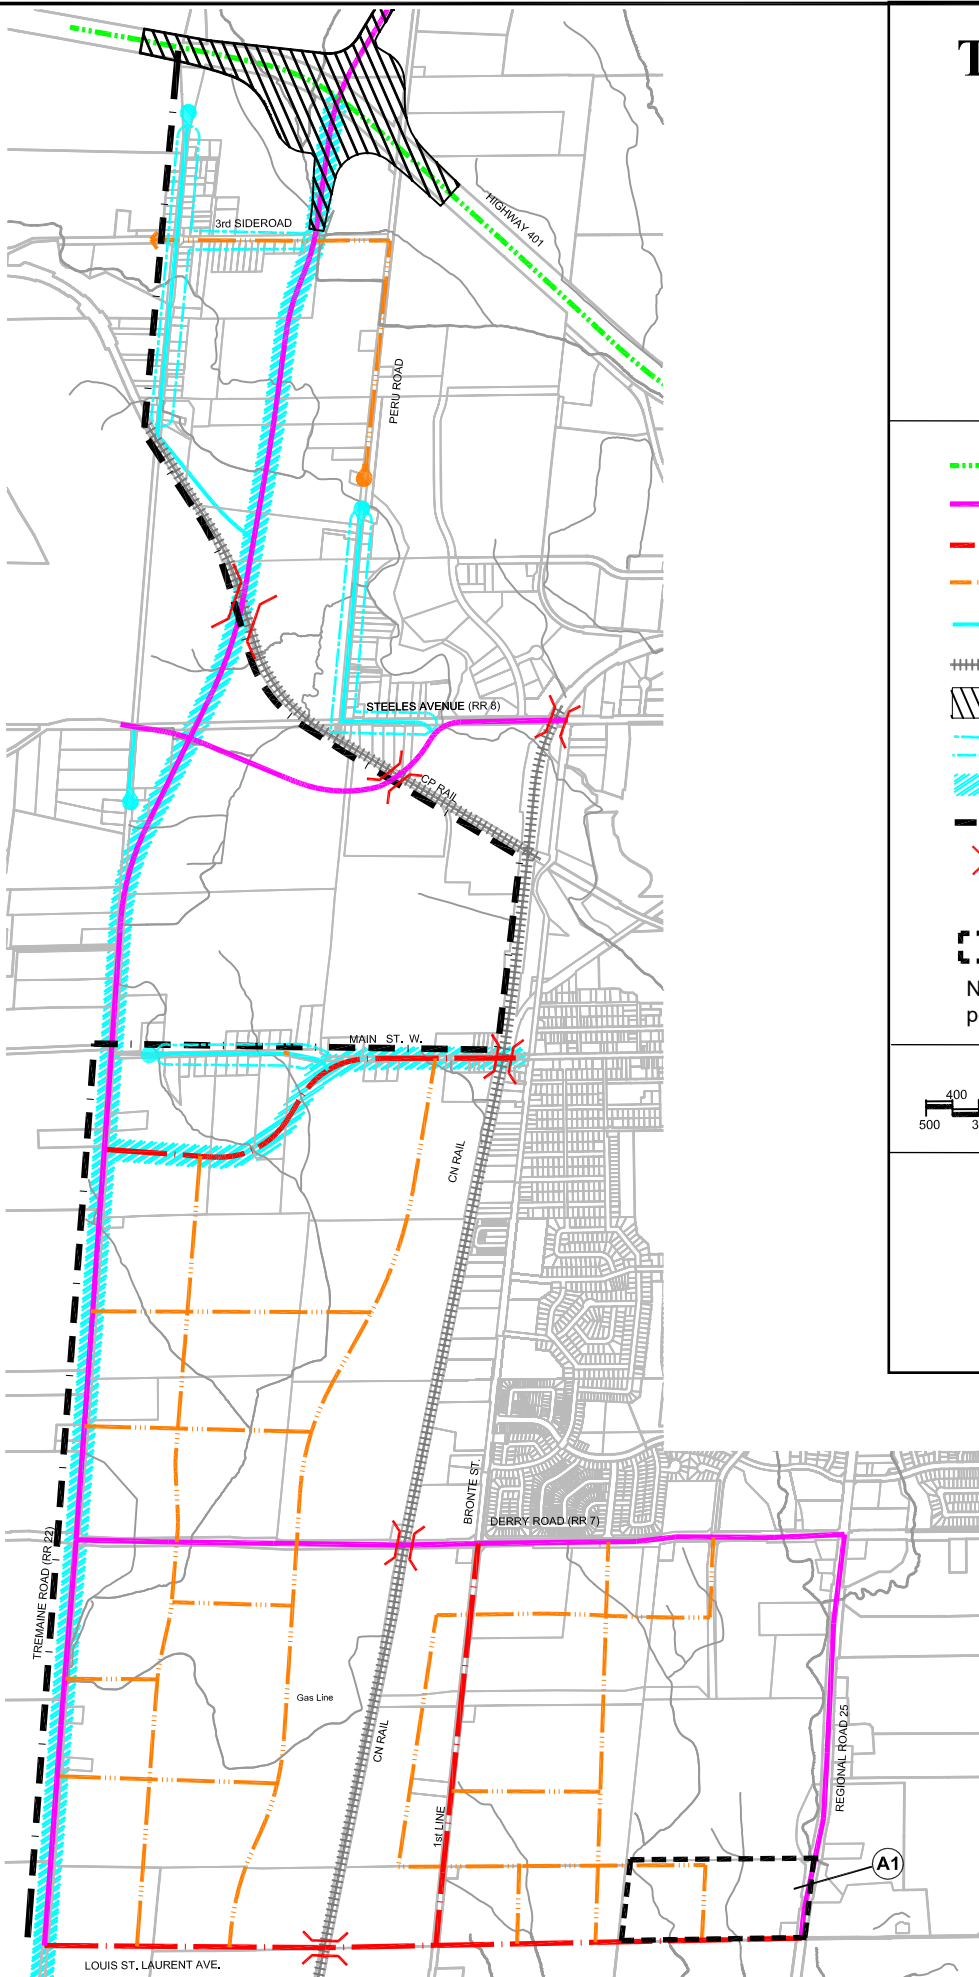 T
HIGHWAY 401
3rd SIDEROAD
PERU ROAD
STEELES AVENUE (RR 8)
CP RAIL
N
p
MAIN ST. W.
400
500 3
CN RAIL
BRONTE ST.
DERRY ROAD (RR 7)
TREMAINE ROAD (RR 22)
Gas Line
CN RAIL
REGIONAL ROAD 25
1st LINE
A1
LOUIS ST. LAURENT AVE.